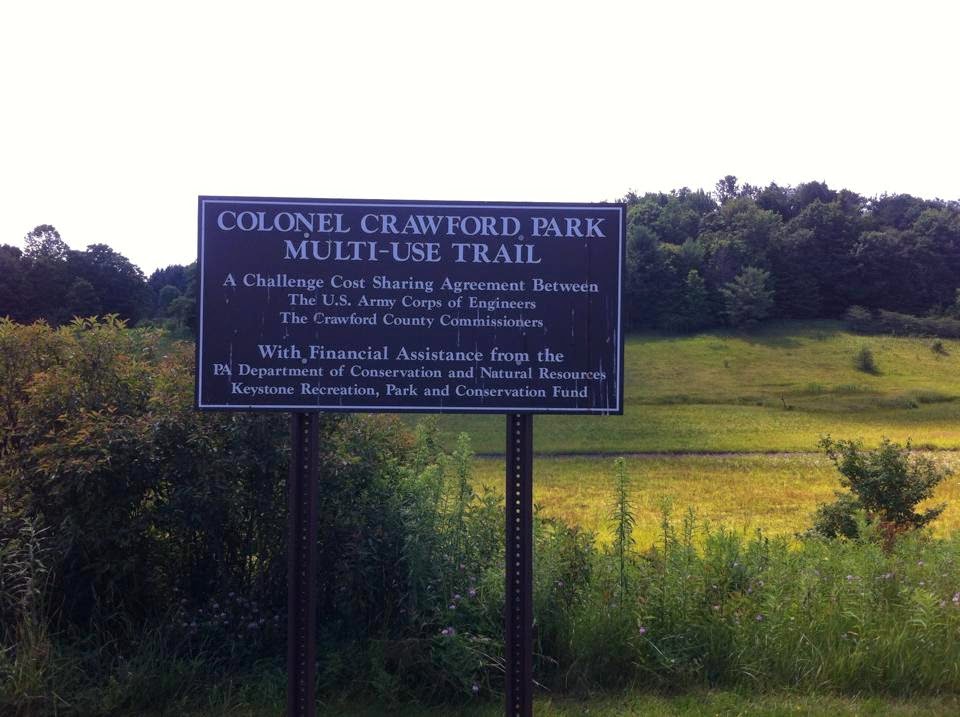 COLONEL CRAWFORD PARK
MULTI-USE TRAIL
A Challenge Cost Sharing Agreement Between
The U.S. Army Corps of Engineers
The Crawford County Commissioners
With Financial Assistance from the
PA Department of Conservation and Natural Resources
Keystone Recreation, Park and Conservation Fund